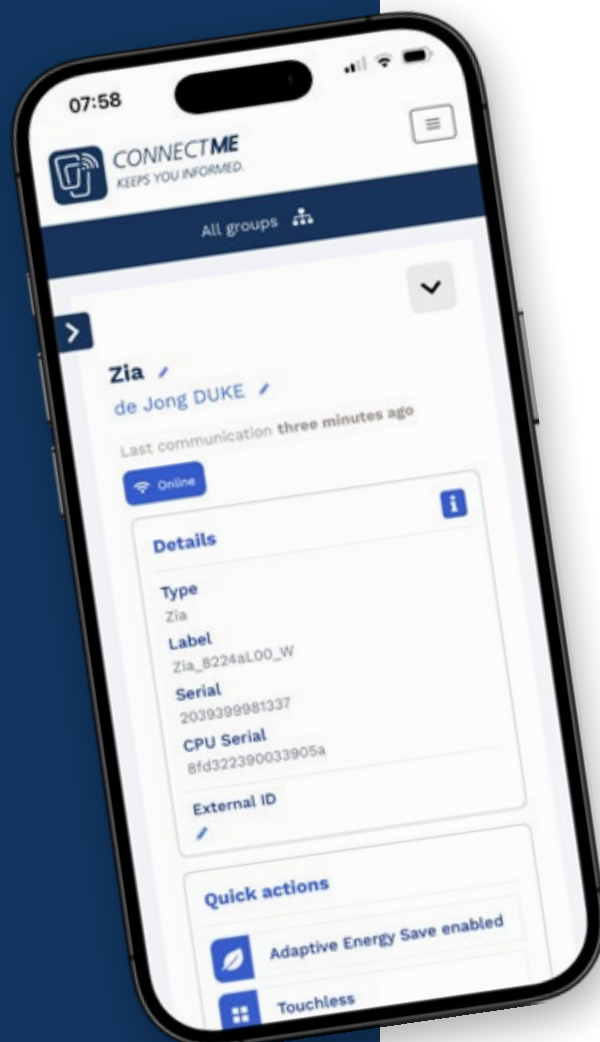 07:58
CONNECTME
KEEPS YOU INFORMED.
All groups
Zia
de Jong DUKE
Last communication three minutes ago
Online
Details
Type
Zia
Label
Zia_8224aL00_W
Serial
2039399981337
CPU Serial
8fd322390033905a
External ID
Quick actions
Adaptive Energy Save enabled
Touchless